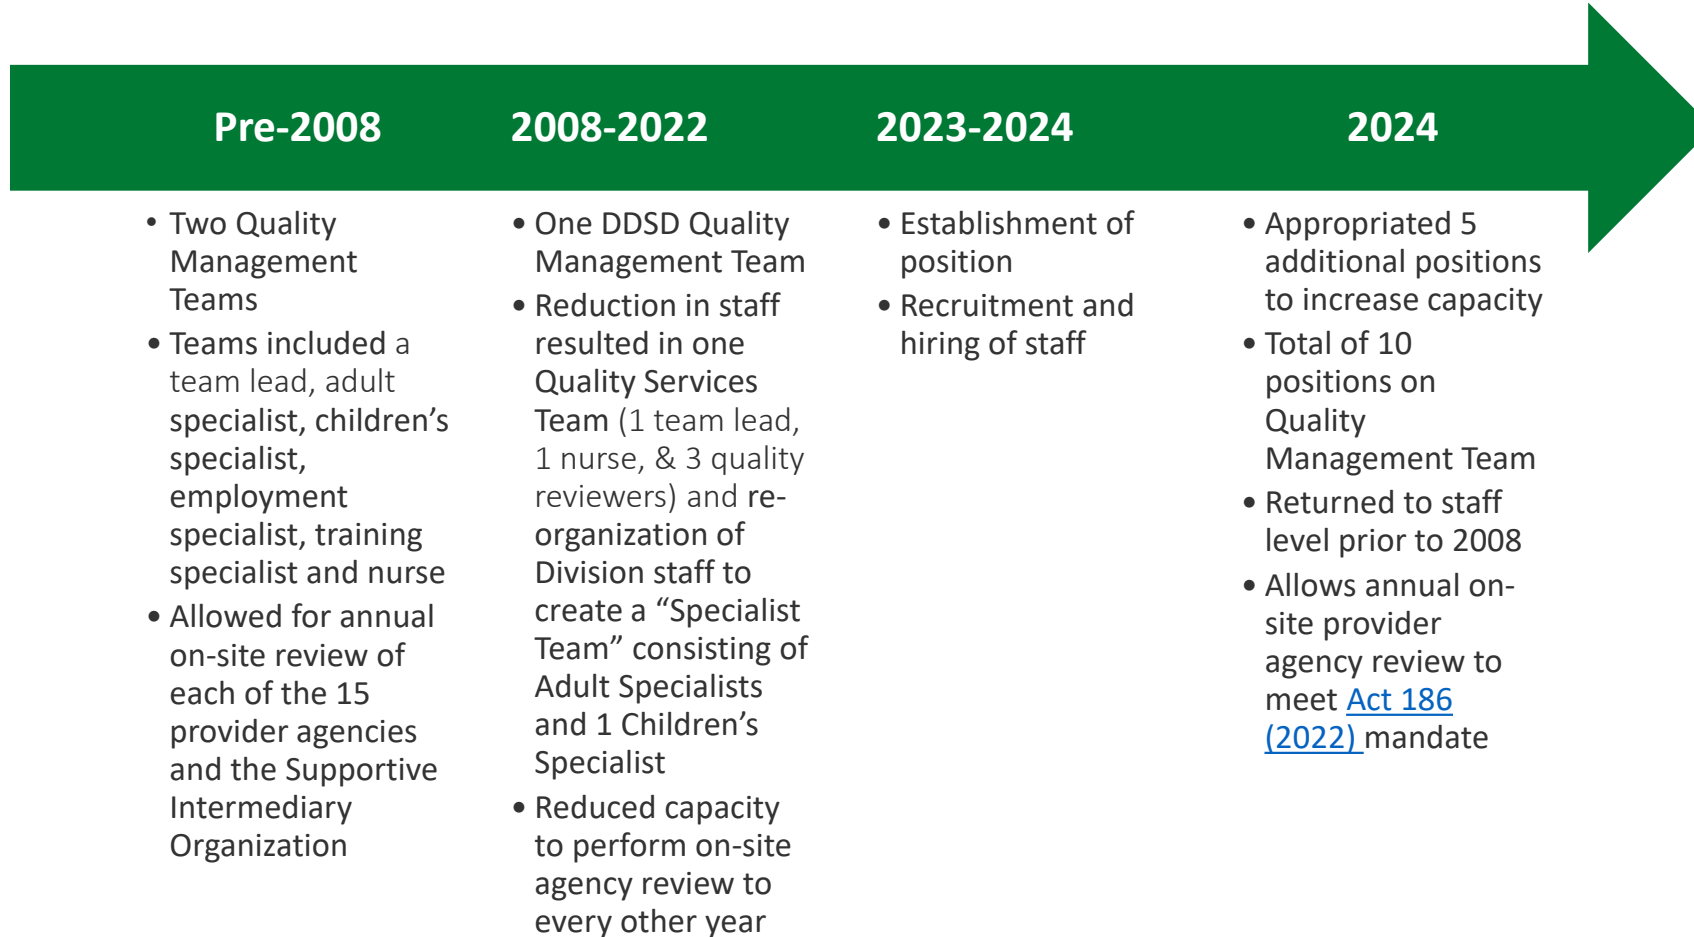 Pre-2008
2008-2022
2023-2024
2024
• Two Quality
Management
Teams
• Teams included a
team lead, adult
specialist, children’s
specialist,
employment
specialist, training
specialist and nurse
• Allowed for annual
on-site review of
each of the 15
provider agencies
and the Supportive
Intermediary
Organization
• One DDSD Quality
Management Team
• Reduction in staff
resulted in one
Quality Services
Team (1 team lead,
1 nurse, & 3 quality
reviewers) and re-
organization of
Division staff to
create a “Specialist
Team” consisting of
Adult Specialists
and 1 Children’s
Specialist
• Reduced capacity
to perform on-site
agency review to
every other year
• Establishment of
position
• Recruitment and
hiring of staff
• Appropriated 5
additional positions
to increase capacity
• Total of 10
positions on
Quality
Management Team
• Returned to staff
level prior to 2008
• Allows annual on-
site provider
agency review to
meet Act 186
(2022) mandate